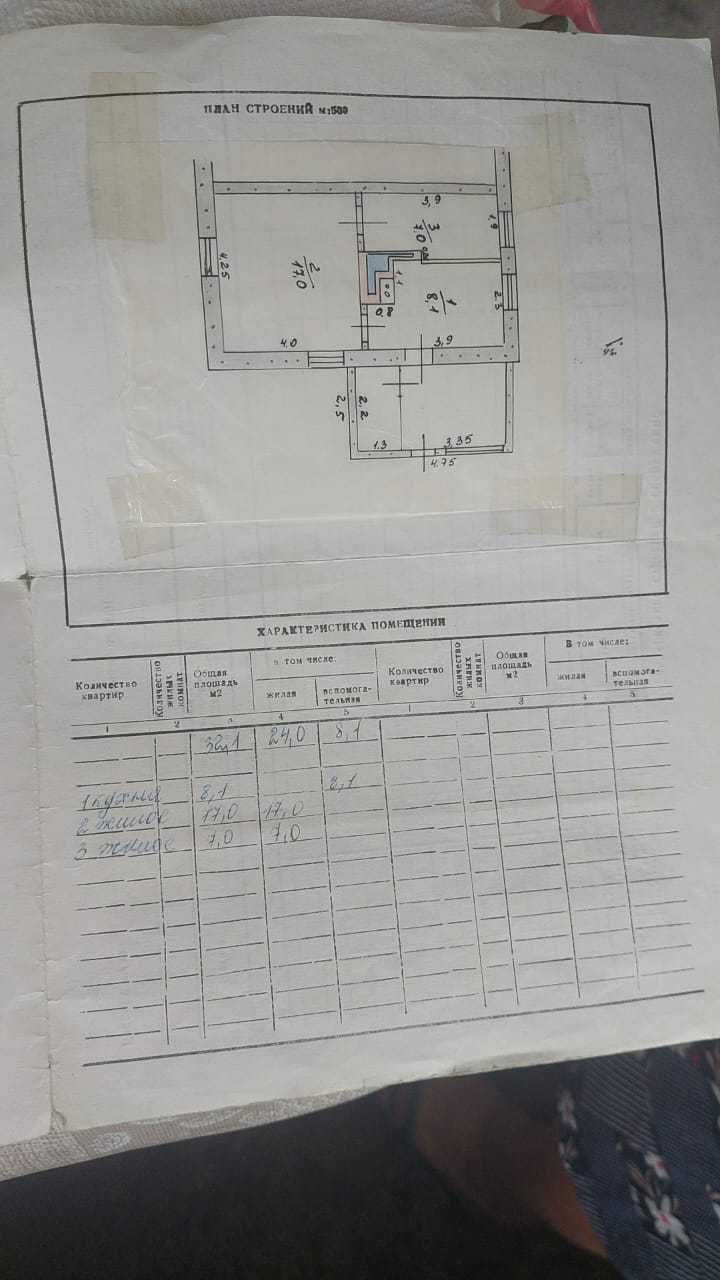 ПЛАН СТРОЕНИЙ М1:500
3,9
1,9
3
7.0
4.25
2
17.0
1.1
1
8,1
2.3
0.8
4.0
3,9
2,5
2,2
1.3
3,35
4.75
ХАРАКТЕРИСТИКА ПОМЕЩЕНИЙ
Количество квартир | Количество жилых комнат | Общая площадь м2 | в том числе: жилая | вспомогательная | Количество квартир | Количество жилых комнат | Общая площадь м2 | В том числе: жилая | вспомогательная
1 2 3 4 5 1 2 3 4 5
32,1 24,0 8,1
1 кухня 8,1 8,1
2 жилое 17,0 17,0
3 жилое 7,0 7,0